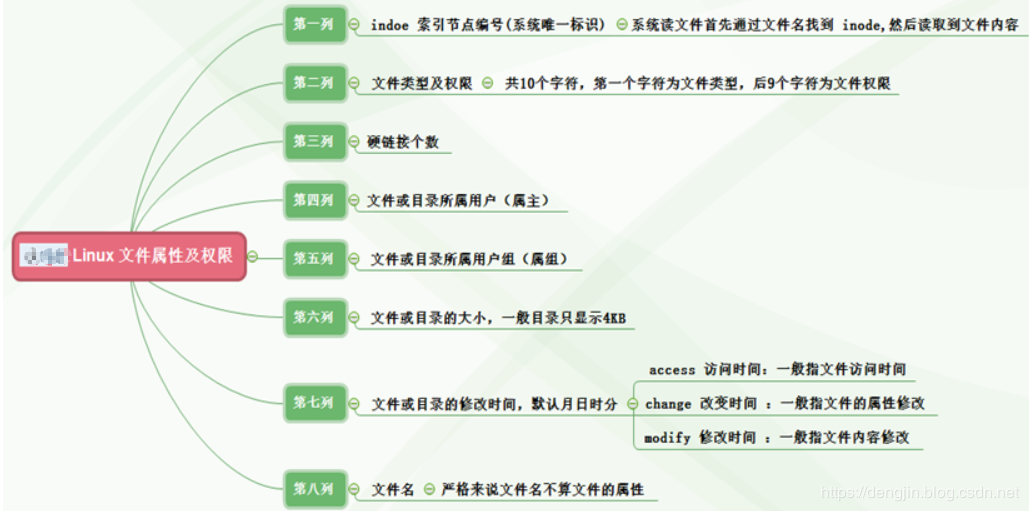 第一列 indoe 索引节点编号(系统唯一标识) 系统读文件首先通过文件名找到 inode,然后读取到文件内容
第二列 文件类型及权限 共10个字符，第一个字符为文件类型，后9个字符为文件权限
第三列 硬链接个数
第四列 文件或目录所属用户（属主）
Linux 文件属性及权限
第五列 文件或目录所属用户组（属组）
第六列 文件或目录的大小，一般目录只显示4KB
第七列 文件或目录的修改时间，默认月日时分
access 访问时间：一般指文件访问时间
change 改变时间 ：一般指文件的属性修改
modify 修改时间 ：一般指文件内容修改
第八列 文件名 严格来说文件名不算文件的属性
https://dengjin.blog.csdn.net